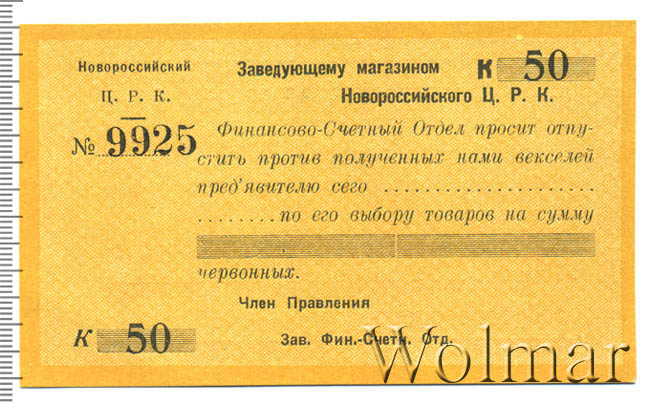 Новороссийский
Ц. Р. К.
№ 9925
Заведующему магазином К 50
Новороссийского Ц. Р. К.
Финансово-Счетный Отдел просит отпу-
стить против полученных нами векселей
пред'явителю сего ......................
.........по его выбору товаров на сумму
червонных.
Член Правления
К 50
Зав. Фин.-Счетн. Отд.
Wolmar